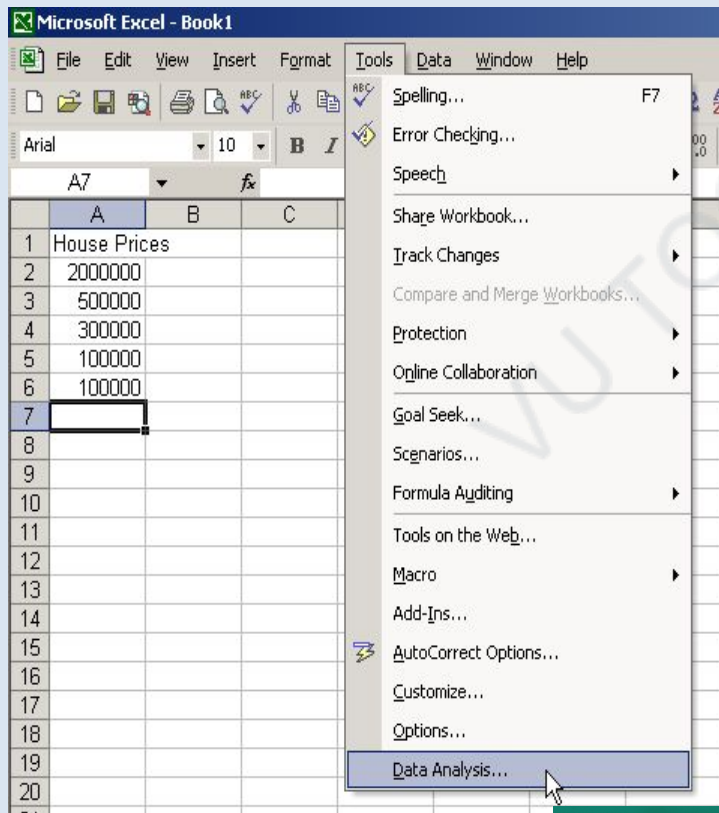 Microsoft Excel - Book1
File Edit View Insert Format Tools Data Window Help
Arial 10 B I
A7 fx
A B C
1 House Prices
2 2000000
3 500000
4 300000
5 100000
6 100000
7
8
9
10
11
12
13
14
15
16
17
18
19
20
ABC Spelling... F7
Error Checking...
Speech
Share Workbook...
Track Changes
Compare and Merge Workbooks...
Protection
Online Collaboration
Goal Seek...
Scenarios...
Formula Auditing
Tools on the Web...
Macro
Add-Ins...
AutoCorrect Options...
Customize...
Options...
Data Analysis...
VU